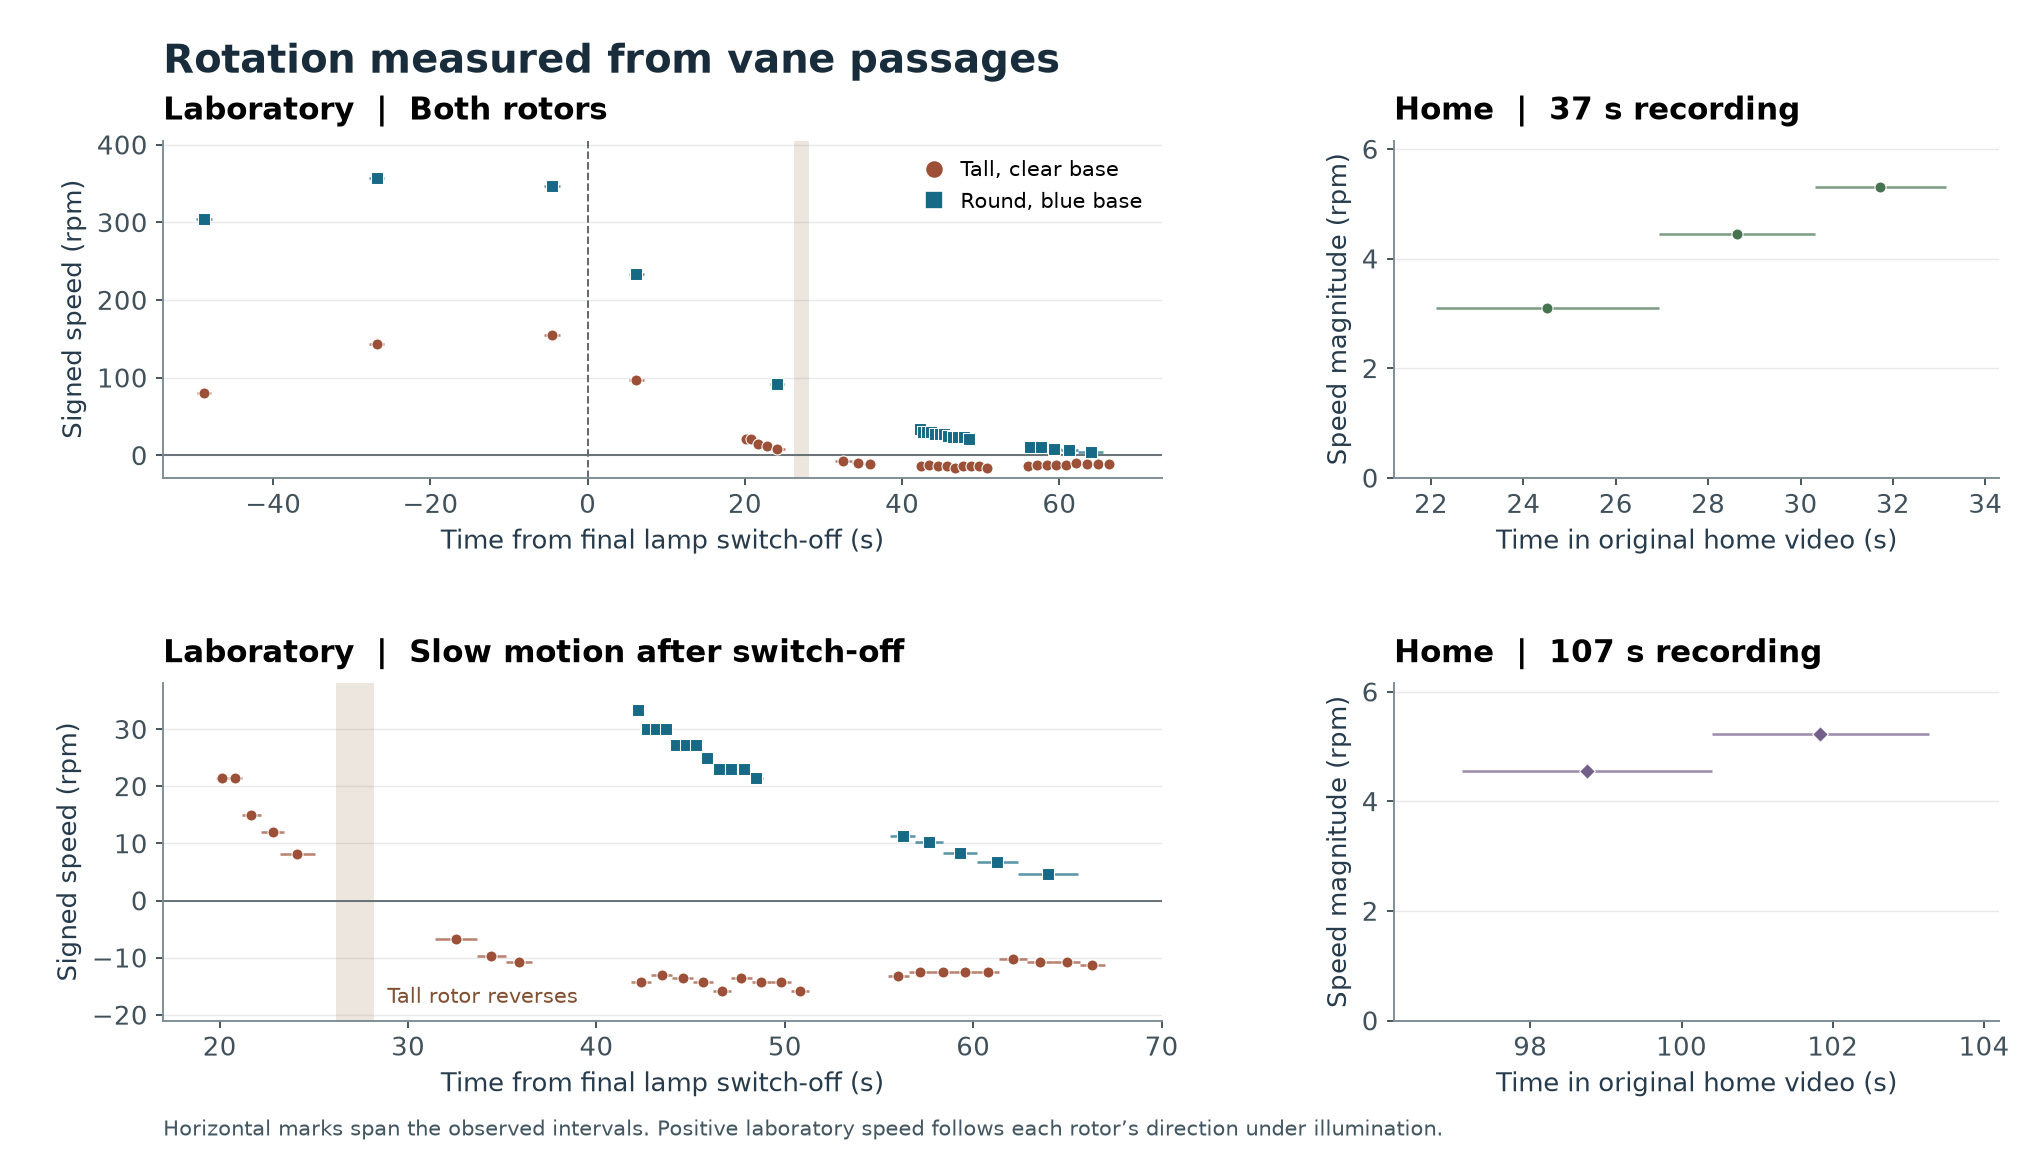 Rotation measured from vane passages
Laboratory | Both rotors
Signed speed (rpm)
400
300
200
100
0
Tall, clear base
Round, blue base
−40 −20 0 20 40 60
Time from final lamp switch-off (s)
Home | 37 s recording
Speed magnitude (rpm)
6
4
2
0
22 24 26 28 30 32 34
Time in original home video (s)
Laboratory | Slow motion after switch-off
Signed speed (rpm)
30
20
10
0
−10
−20
Tall rotor reverses
20 30 40 50 60 70
Time from final lamp switch-off (s)
Home | 107 s recording
Speed magnitude (rpm)
6
4
2
0
98 100 102 104
Time in original home video (s)
Horizontal marks span the observed intervals. Positive laboratory speed follows each rotor’s direction under illumination.